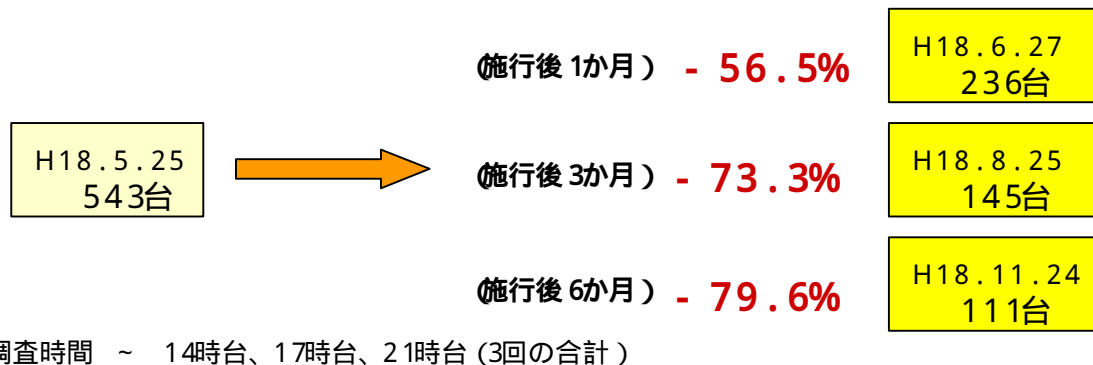 H18.5.25
543台
(施行後1か月) - 56.5%
H18.6.27
236台
(施行後3か月) - 73.3%
H18.8.25
145台
(施行後6か月) - 79.6%
H18.11.24
111台
調査時間 ~ 14時台、17時台、21時台(3回の合計)